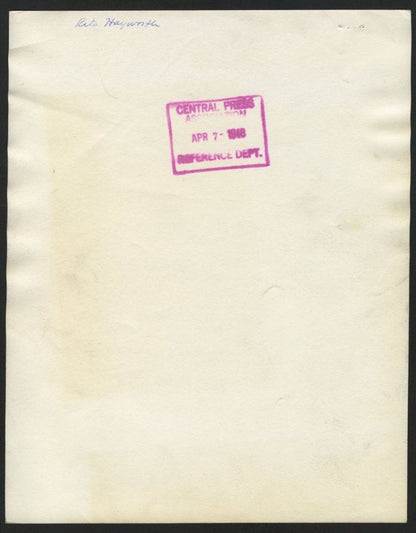 Rita Hayworth
CENTRAL PRESS
ASSOCIATION
APR 7 - 1948
REFERENCE DEPT.